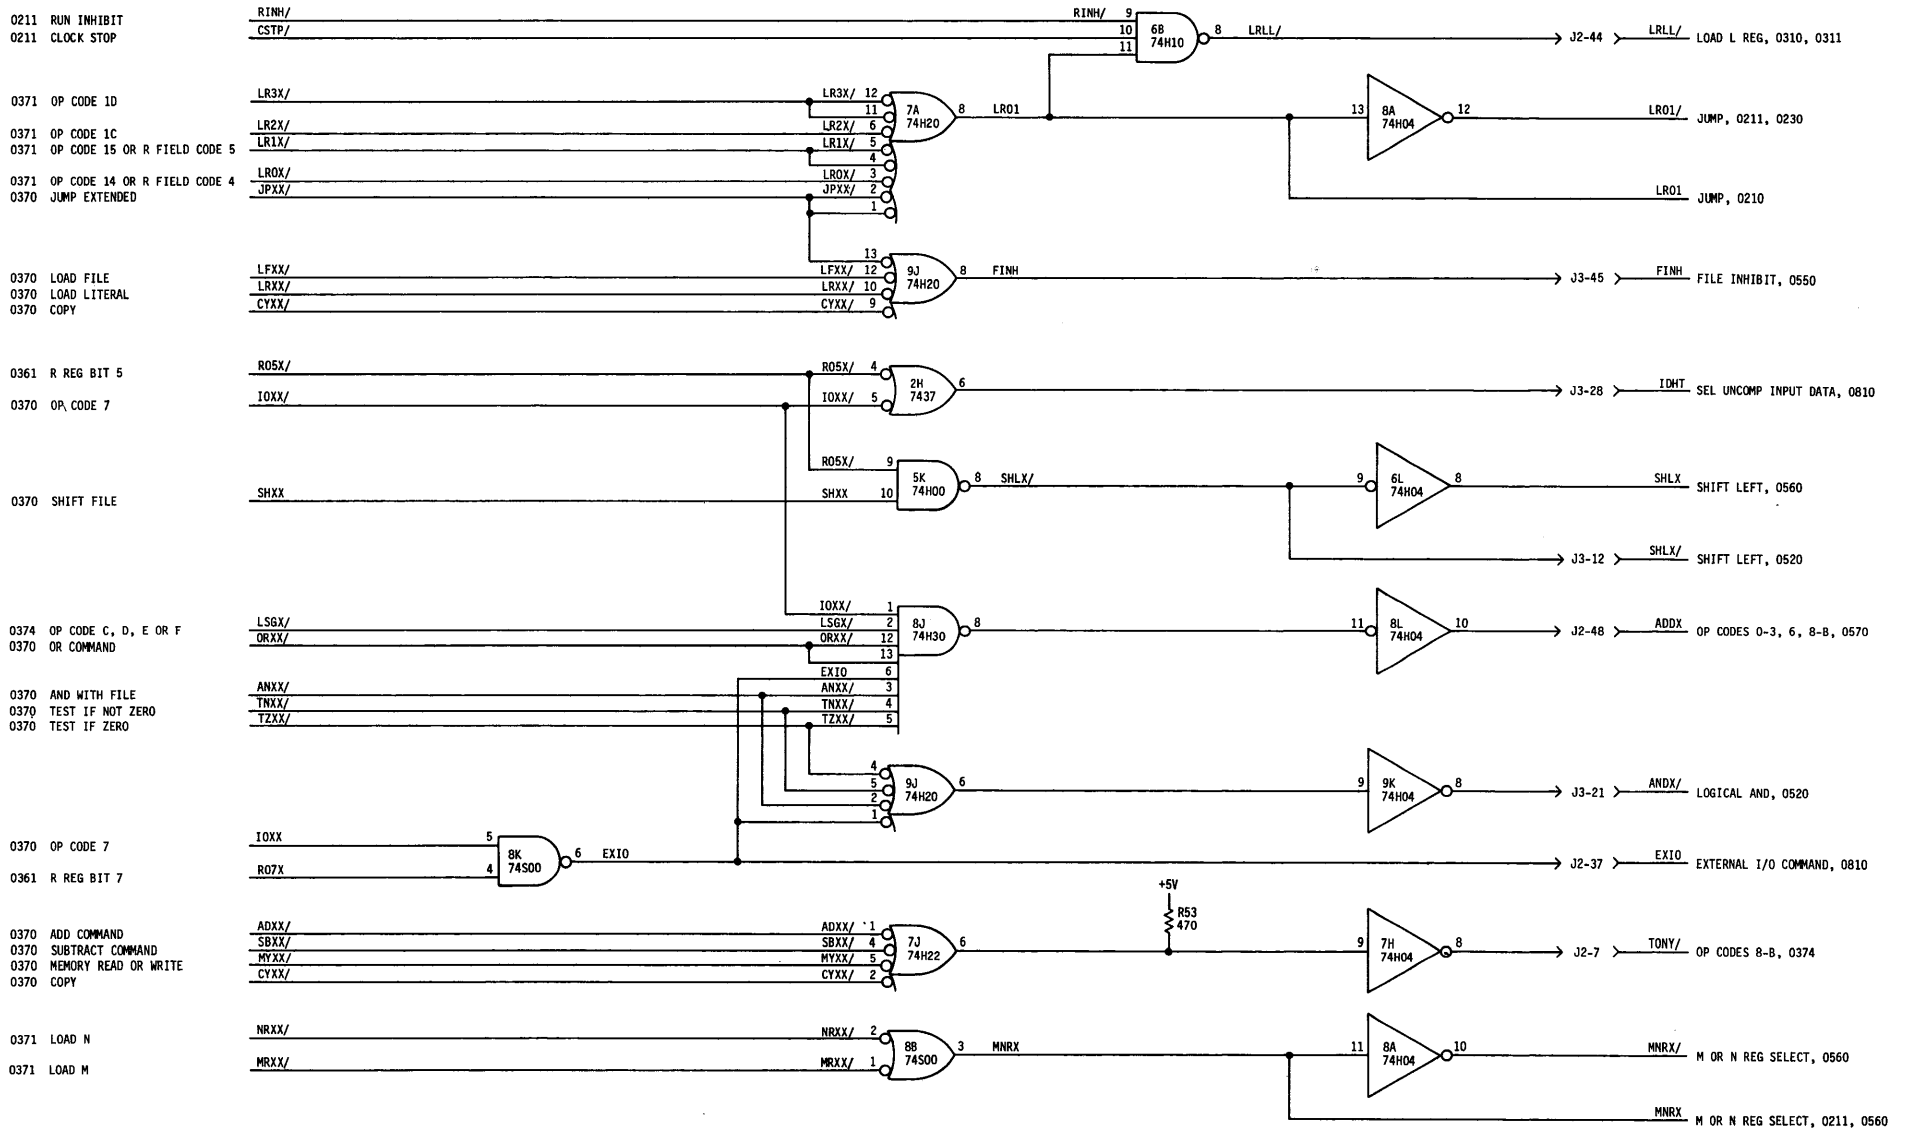 0211 RUN INHIBIT RINH/ RINH/ 9
0211 CLOCK STOP CSTP/ 10 6B 74H10 8 LRLL/ J2-44 LRLL/ LOAD L REG, 0310, 0311
11
0371 OP CODE 1D LR3X/ LR3X/ 12
11 7A 74H20 8 LR01 13 8A 74H04 12 LR01/ JUMP, 0211, 0230
0371 OP CODE 1C LR2X/ LR2X/ 6
0371 OP CODE 15 OR R FIELD CODE 5 LR1X/ LR1X/ 5
4
0371 OP CODE 14 OR R FIELD CODE 4 LR0X/ LR0X/ 3
0370 JUMP EXTENDED JPXX/ JPXX/ 2 LR01 JUMP, 0210
1
13
0370 LOAD FILE LFXX/ LFXX/ 12 9J 74H20 8 FINH J3-45 FINH FILE INHIBIT, 0550
0370 LOAD LITERAL LRXX/ LRXX/ 10
0370 COPY CYXX/ CYXX/ 9
0361 R REG BIT 5 R05X/ R05X/ 4
2H 7437 6 J3-28 IDHT SEL UNCOMP INPUT DATA, 0810
0370 OP CODE 7 IOXX/ IOXX/ 5
R05X/ 9
5K 74H00 8 SHLX/ 9 6L 74H04 8 SHLX SHIFT LEFT, 0560
0370 SHIFT FILE SHXX SHXX 10
J3-12 SHLX/ SHIFT LEFT, 0520
IOXX/ 1
0374 OP CODE C, D, E OR F LSGX/ LSGX/ 2 8J 74H30 8 11 8L 74H04 10 J2-48 ADDX OP CODES 0-3, 6, 8-B, 0570
0370 OR COMMAND ORXX/ ORXX/ 12
13
EXIO 6
0370 AND WITH FILE ANXX/ ANXX/ 3
0370 TEST IF NOT ZERO TNXX/ TNXX/ 4
0370 TEST IF ZERO TZXX/ TZXX/ 5
4
5 9J 74H20 6 9 9K 74H04 8 J3-21 ANDX/ LOGICAL AND, 0520
2
1
0370 OP CODE 7 IOXX 5
8K 74S00 6 EXIO J2-37 EXIO EXTERNAL I/O COMMAND, 0810
0361 R REG BIT 7 R07X 4
+5V
R53
470
0370 ADD COMMAND ADXX/ ADXX/ 1
0370 SUBTRACT COMMAND SBXX/ SBXX/ 4 7J 74H22 6 9 7H 74H04 8 J2-7 TONY/ OP CODES 8-B, 0374
0370 MEMORY READ OR WRITE MYXX/ MYXX/ 5
0370 COPY CYXX/ CYXX/ 2
0371 LOAD N NRXX/ NRXX/ 2
8B 74S00 3 MNRX 11 8A 74H04 10 MNRX/ M OR N REG SELECT, 0560
0371 LOAD M MRXX/ MRXX/ 1
MNRX M OR N REG SELECT, 0211, 0560